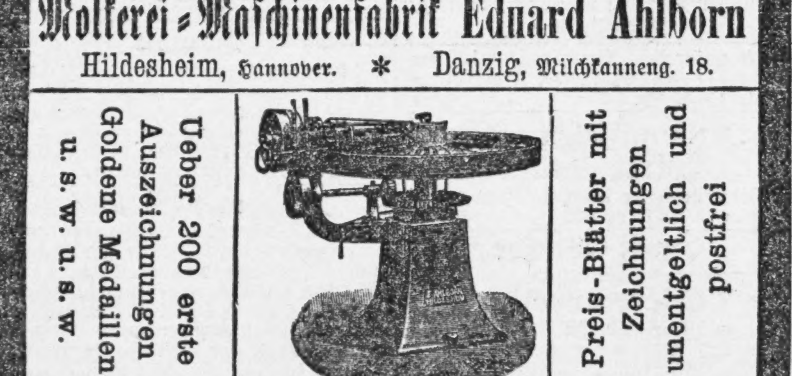 Molkerei-Maschinenfabrik Eduard Ahlborn
Hildesheim, Hannover. * Danzig, Milchkanneng. 18.
Ueber 200 erste
Auszeichnungen
Goldene Medaillen
u. s. w. u. s. w.
Preis-Blätter mit
Zeichnungen
unentgeltlich und
postfrei